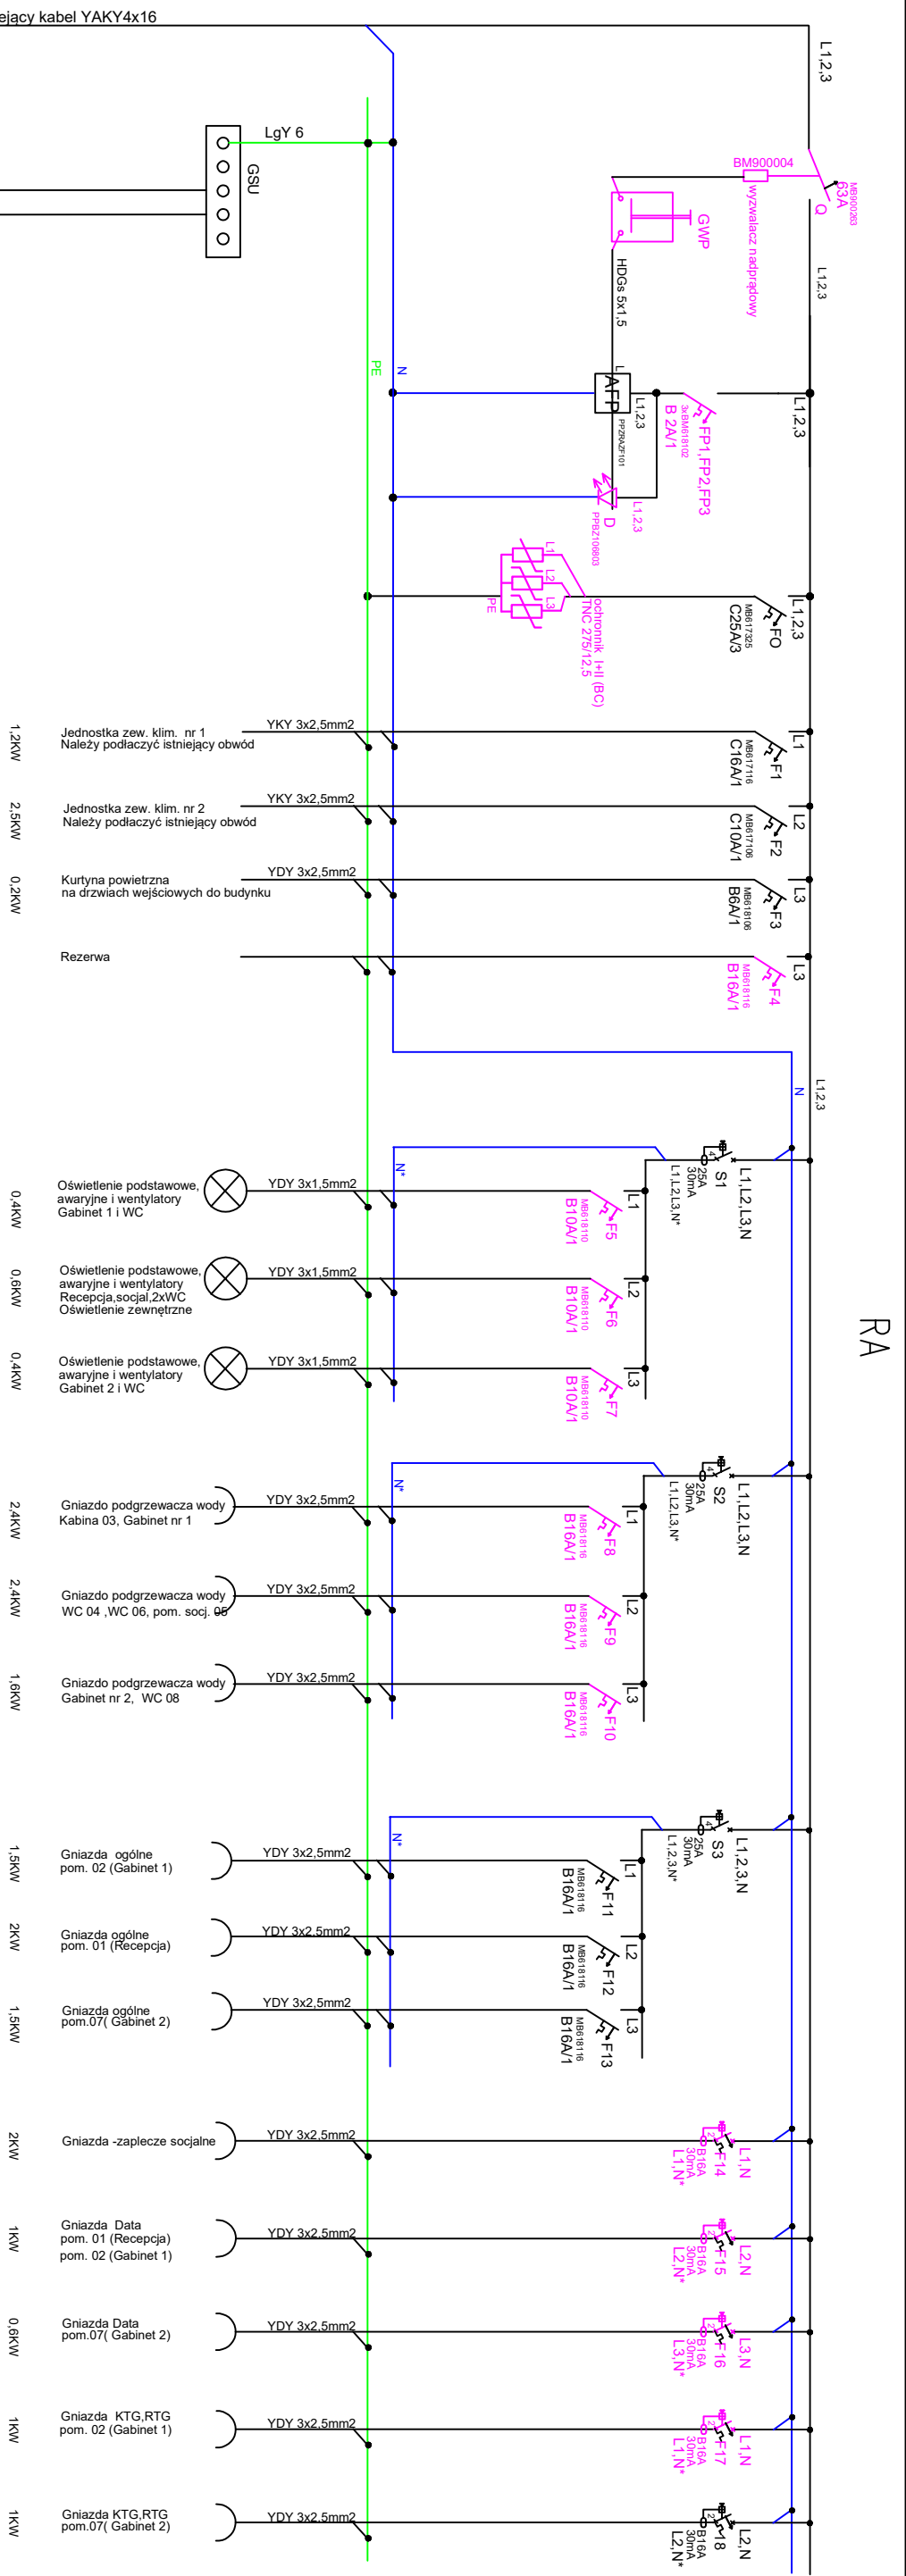 ejący kabel YAKY4x16
L1,2,3
MB900263
63A
Q
BM900004
wyzwalacz nadprądowy
GWP
LgY 6
GSU
L1,2,3
HDGs 5x1,5
PE
N
L
AFP
PPZRAZF101
L1,2,3
L1,2,3
FP1,FP2,FP3
3xBM618102
B 2A/1
L1,2,3
D
PPBZ106803
L1
L2
L3
PE
ochronnik I+II (BC)
TNC 275/12,5
L1,2,3
FO
MB617325
C25A/3
L1
F1
MB617116
C16A/1
YKY 3x2,5mm2
Jednostka zew. klim. nr 1
Należy podłaczyć istniejący obwód
1,2KW
L2
F2
MB617106
C10A/1
YKY 3x2,5mm2
Jednostka zew. klim. nr 2
Należy podłaczyć istniejący obwód
2,5KW
L3
F3
MB618106
B6A/1
YDY 3x2,5mm2
Kurtyna powietrzna
na drzwiach wejściowych do budynku
0,2KW
L3
F4
MB618116
B16A/1
Rezerwa
L1,2,3
N
RA
L1,L2,L3,N
S1
4
25A
30mA
L1,L2,L3,N*
N*
L1
F5
MB618110
B10A/1
YDY 3x1,5mm2
Oświetlenie podstawowe,
awaryjne i wentylatory
Gabinet 1 i WC
0,4KW
L2
F6
MB618110
B10A/1
YDY 3x1,5mm2
Oświetlenie podstawowe,
awaryjne i wentylatory
Recepcja,socjal,2xWC
Oświetlenie zewnętrzne
0,6KW
L3
F7
MB618110
B10A/1
YDY 3x1,5mm2
Oświetlenie podstawowe,
awaryjne i wentylatory
Gabinet 2 i WC
0,4KW
L1,L2,L3,N
S2
4
25A
30mA
L1,L2,L3,N*
N*
L1
F8
MB618116
B16A/1
YDY 3x2,5mm2
Gniazdo podgrzewacza wody
Kabina 03, Gabinet nr 1
2,4KW
L2
F9
MB618116
B16A/1
YDY 3x2,5mm2
Gniazdo podgrzewacza wody
WC 04 ,WC 06, pom. socj. 05
2,4KW
L3
F10
MB618116
B16A/1
YDY 3x2,5mm2
Gniazdo podgrzewacza wody
Gabinet nr 2, WC 08
1,6KW
L1,2,3,N
S3
4
25A
30mA
L1,2,3,N*
N*
L1
F11
MB618116
B16A/1
YDY 3x2,5mm2
Gniazda ogólne
pom. 02 (Gabinet 1)
1,5KW
L2
F12
MB618116
B16A/1
YDY 3x2,5mm2
Gniazda ogólne
pom. 01 (Recepcja)
2KW
L3
F13
MB618116
B16A/1
YDY 3x2,5mm2
Gniazda ogólne
pom.07( Gabinet 2)
1,5KW
L1,N
F14
2
B16A
30mA
L1,N*
YDY 3x2,5mm2
Gniazda -zaplecze socjalne
2KW
L2,N
F15
2
B16A
30mA
L2,N*
YDY 3x2,5mm2
Gniazda Data
pom. 01 (Recepcja)
pom. 02 (Gabinet 1)
1KW
L3,N
F16
2
B16A
30mA
L3,N*
YDY 3x2,5mm2
Gniazda Data
pom.07( Gabinet 2)
0,6KW
L1,N
F17
2
B16A
30mA
L1,N*
YDY 3x2,5mm2
Gniazda KTG,RTG
pom. 02 (Gabinet 1)
1KW
L2,N
18
2
B16A
30mA
L2,N*
YDY 3x2,5mm2
Gniazda KTG,RTG
pom.07( Gabinet 2)
1KW